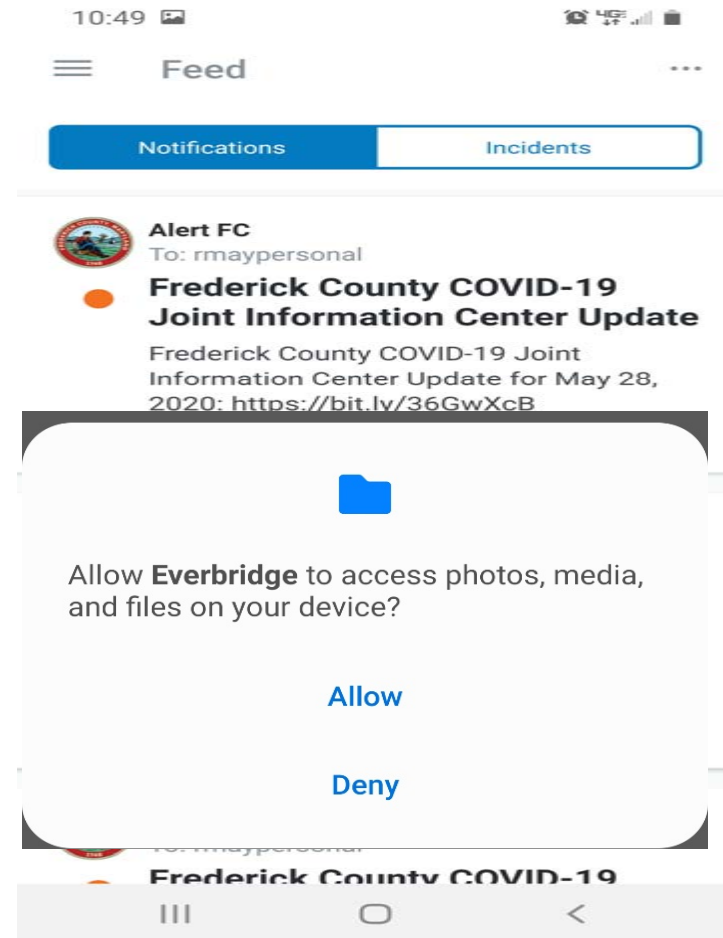 10:49
4GE
Feed
Notifications
Incidents
Alert FC
To: rmaypersonal
Frederick County COVID-19
Joint Information Center Update
Frederick County COVID-19 Joint
Information Center Update for May 28,
2020: https://bit.ly/36GwXcB
Allow Everbridge to access photos, media,
and files on your device?
Allow
Deny
To: rmaypersonal
Frederick County COVID-19